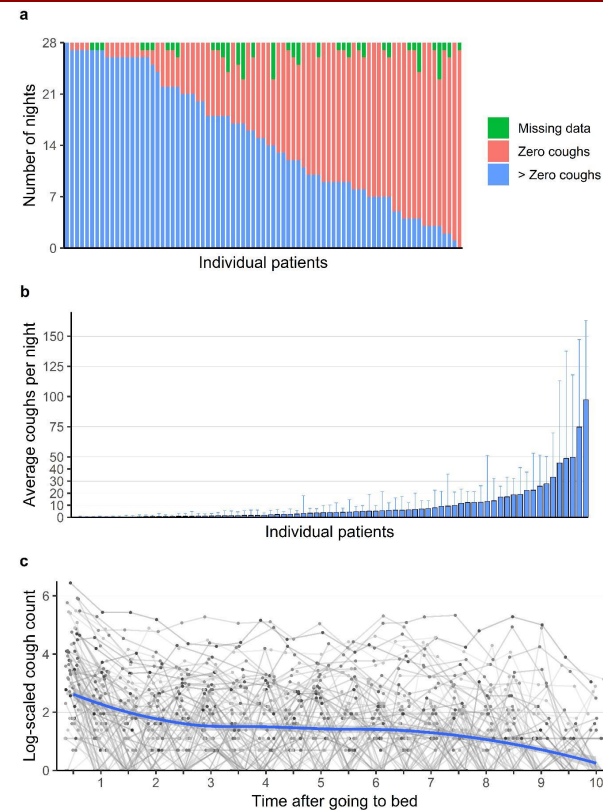 a
28
21
14
7
0
Number of nights
Individual patients
Missing data
Zero coughs
> Zero coughs
b
150
125
100
75
50
40
30
20
10
0
Average coughs per night
Individual patients
c
6
4
2
0
Log-scaled cough count
1 2 3 4 5 6 7 8 9 10
Time after going to bed